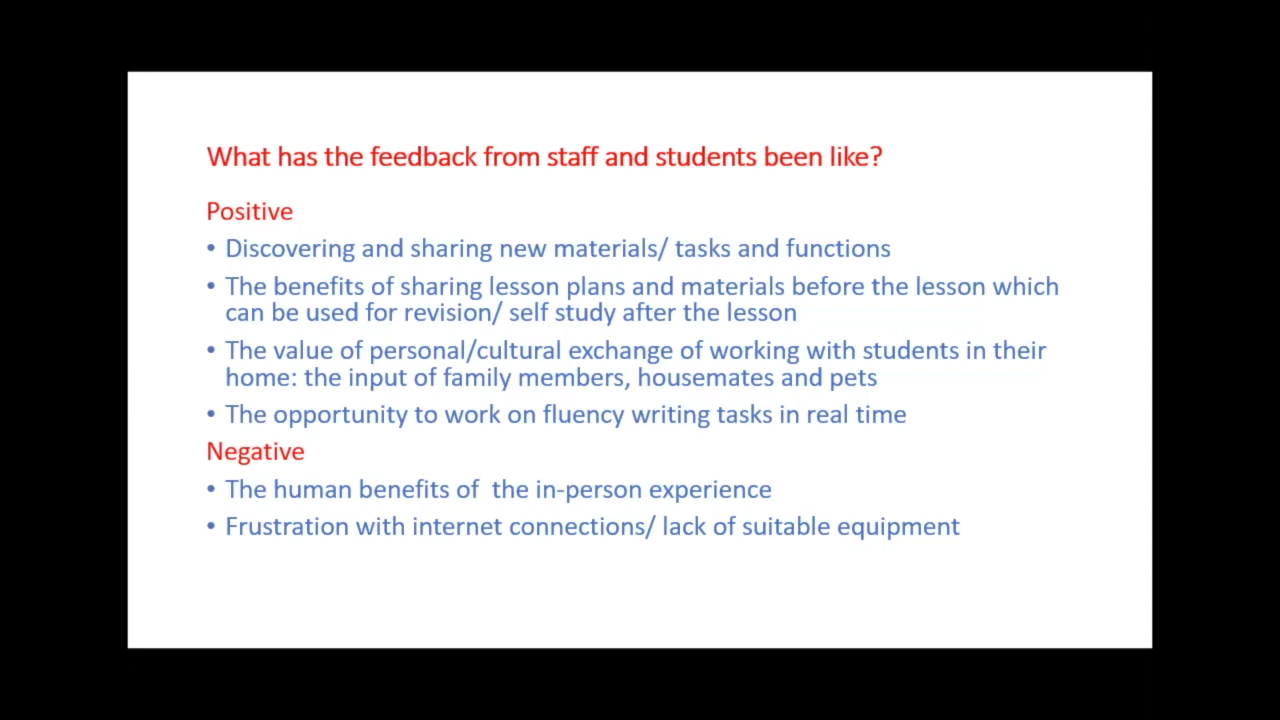 What has the feedback from staff and students been like?
Positive
• Discovering and sharing new materials/ tasks and functions
• The benefits of sharing lesson plans and materials before the lesson which
can be used for revision/ self study after the lesson
• The value of personal/cultural exchange of working with students in their
home: the input of family members, housemates and pets
• The opportunity to work on fluency writing tasks in real time
Negative
• The human benefits of  the in-person experience
• Frustration with internet connections/ lack of suitable equipment